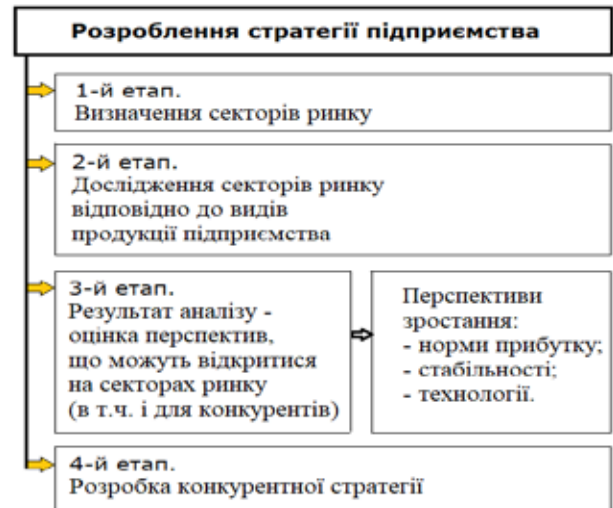 Розроблення стратегії підприємства
1-й етап.
Визначення секторів ринку
2-й етап.
Дослідження секторів ринку
відповідно до видів
продукції підприємства
3-й етап.
Результат аналізу -
оцінка перспектив,
що можуть відкритися
на секторах ринку
(в т.ч. і для конкурентів)
Перспективи
зростання:
- норми прибутку;
- стабільності;
- технології.
4-й етап.
Розробка конкурентної стратегії